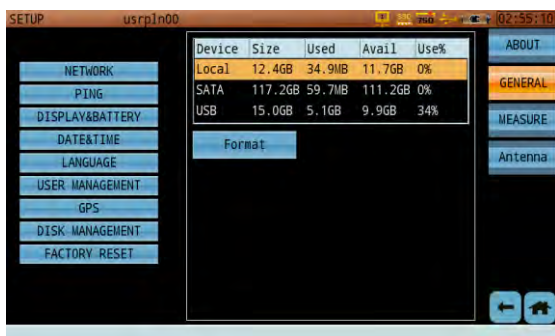 SETUP usrpln00 02:55:10
Device Size Used Avail Use%
Local 12.4GB 34.9MB 11.7GB 0%
SATA 117.2GB 59.7MB 111.2GB 0%
USB 15.0GB 5.1GB 9.9GB 34%
Format
NETWORK
PING
DISPLAY&BATTERY
DATE&TIME
LANGUAGE
USER MANAGEMENT
GPS
DISK MANAGEMENT
FACTORY RESET
ABOUT
GENERAL
MEASURE
Antenna